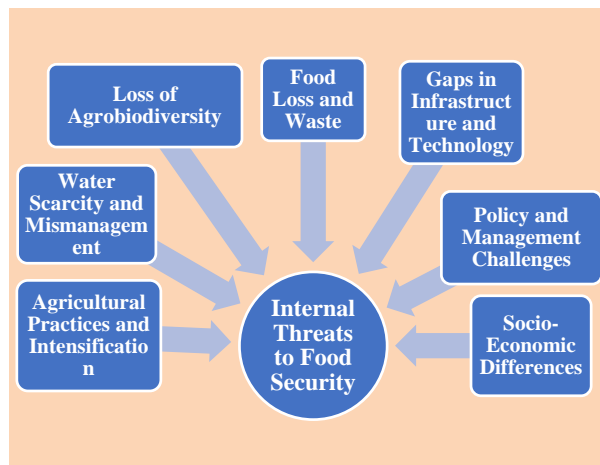 Loss of
Agrobiodiversity
Food
Loss and
Waste
Gaps in
Infrastruct
ure and
Technology
Water
Scarcity and
Mismanagem
ent
Policy and
Management
Challenges
Agricultural
Practices and
Intensificatio
n
Internal
Threats
to Food
Security
Socio-
Economic
Differences